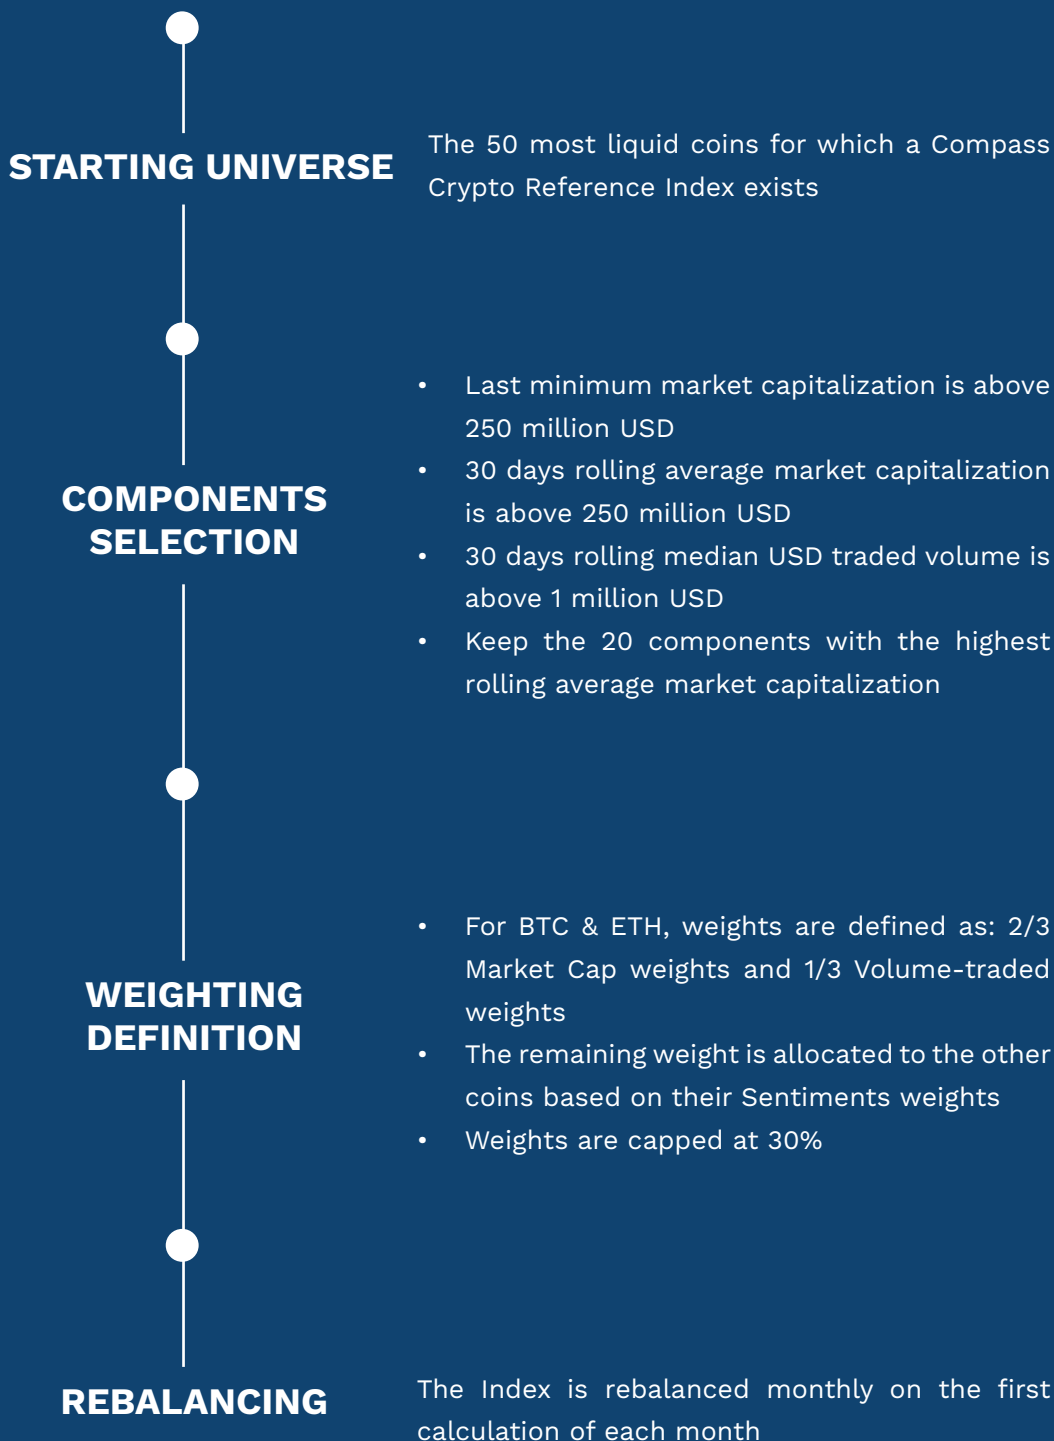 STARTING UNIVERSE
The 50 most liquid coins for which a Compass
Crypto Reference Index exists
COMPONENTS
SELECTION
• Last minimum market capitalization is above
250 million USD
• 30 days rolling average market capitalization
is above 250 million USD
• 30 days rolling median USD traded volume is
above 1 million USD
• Keep the 20 components with the highest
rolling average market capitalization
WEIGHTING
DEFINITION
• For BTC & ETH, weights are defined as: 2/3
Market Cap weights and 1/3 Volume-traded
weights
• The remaining weight is allocated to the other
coins based on their Sentiments weights
• Weights are capped at 30%
REBALANCING
The Index is rebalanced monthly on the first
calculation of each month